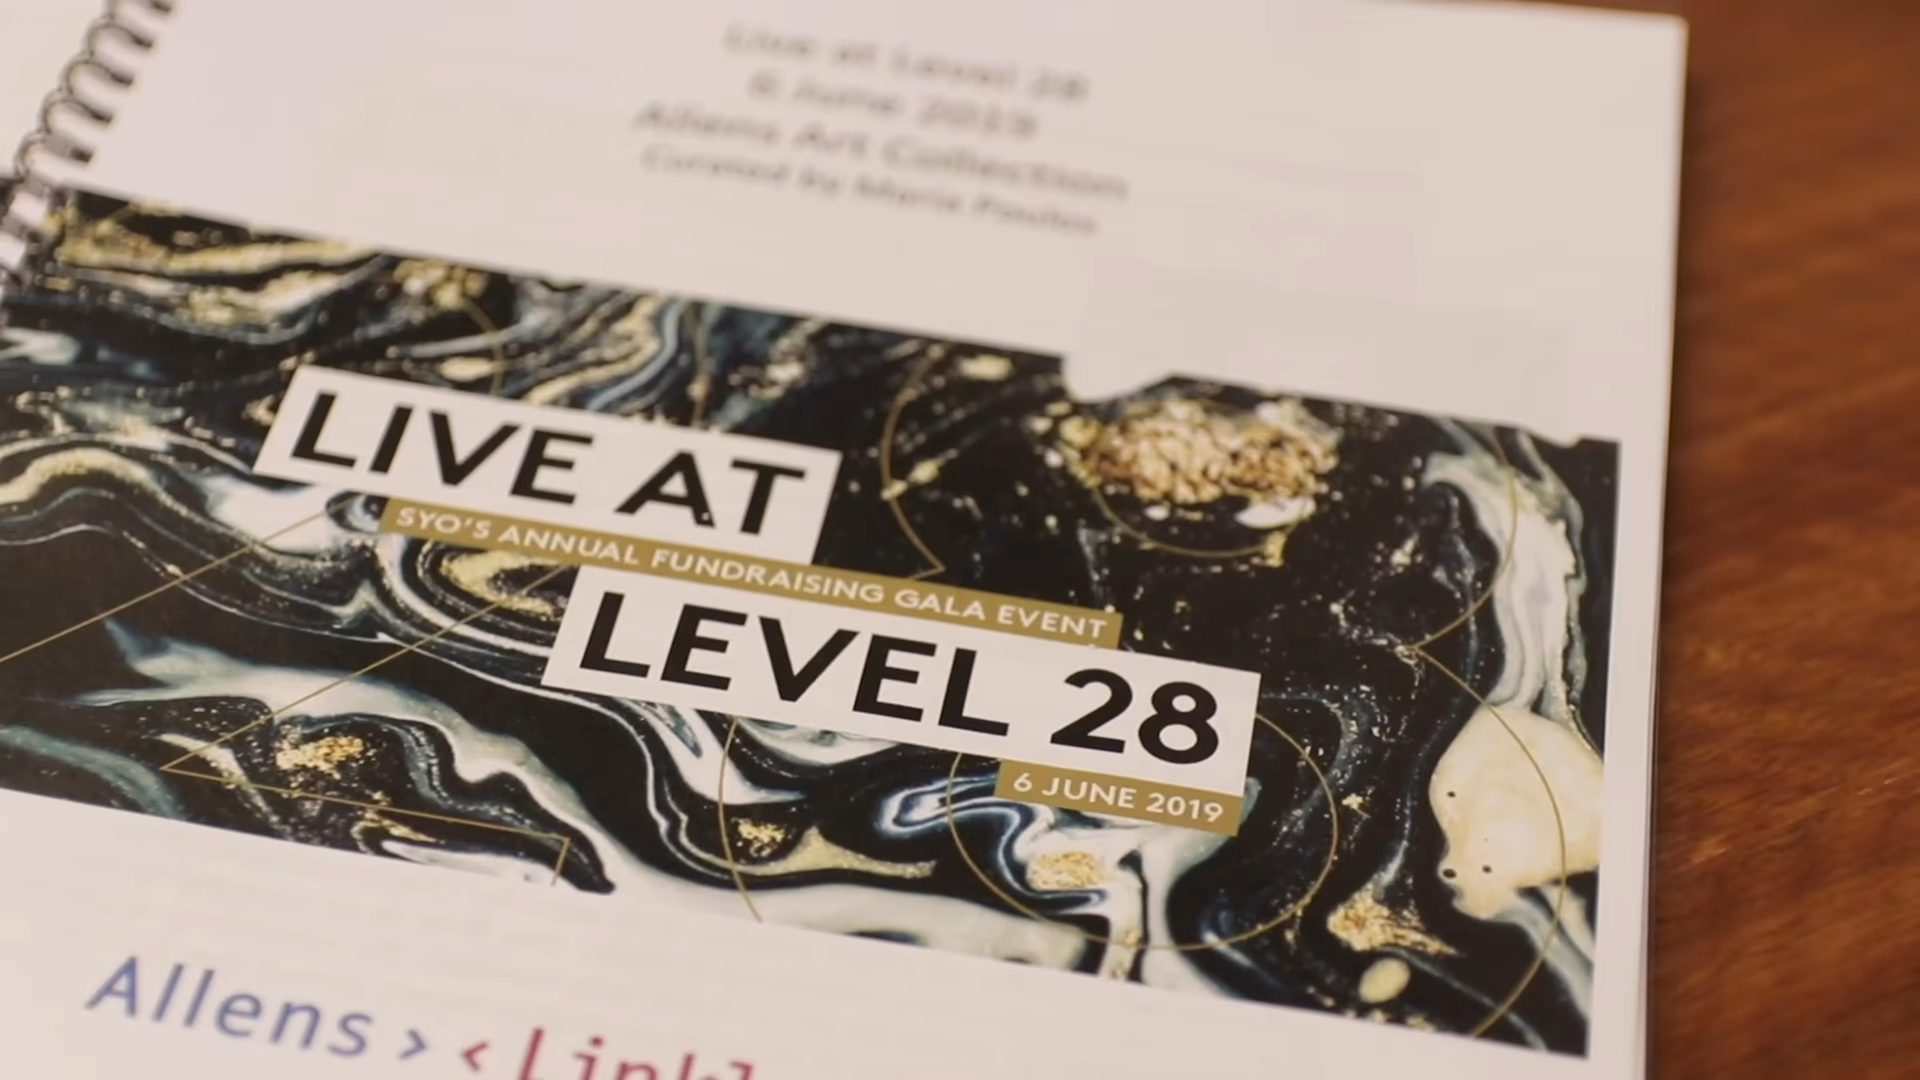 Live at Level 28
6 June 2019
Allens Art Collection
Curated by Maria Poulos
LIVE AT
SYO'S ANNUAL FUNDRAISING GALA EVENT
LEVEL 28
6 JUNE 2019
Allens > < Linkl